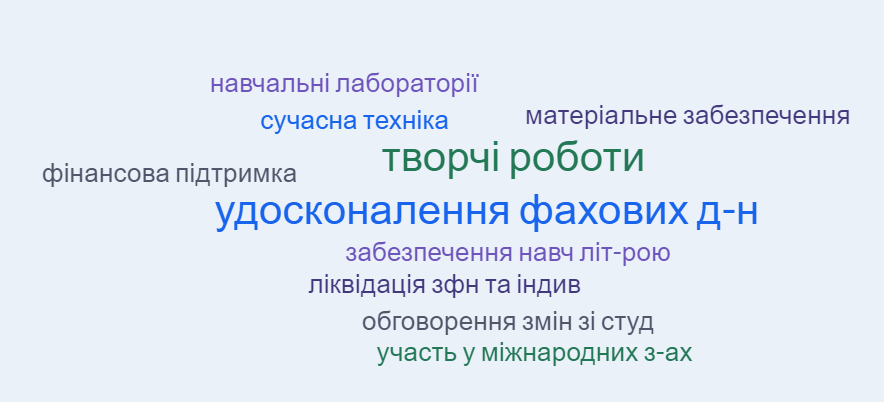 навчальні лабораторії
сучасна техніка
матеріальне забезпечення
творчі роботи
фінансова підтримка
удосконалення фахових д-н
забезпечення навч літ-рою
ліквідація зфн та індив
обговорення змін зі студ
участь у міжнародних з-ах